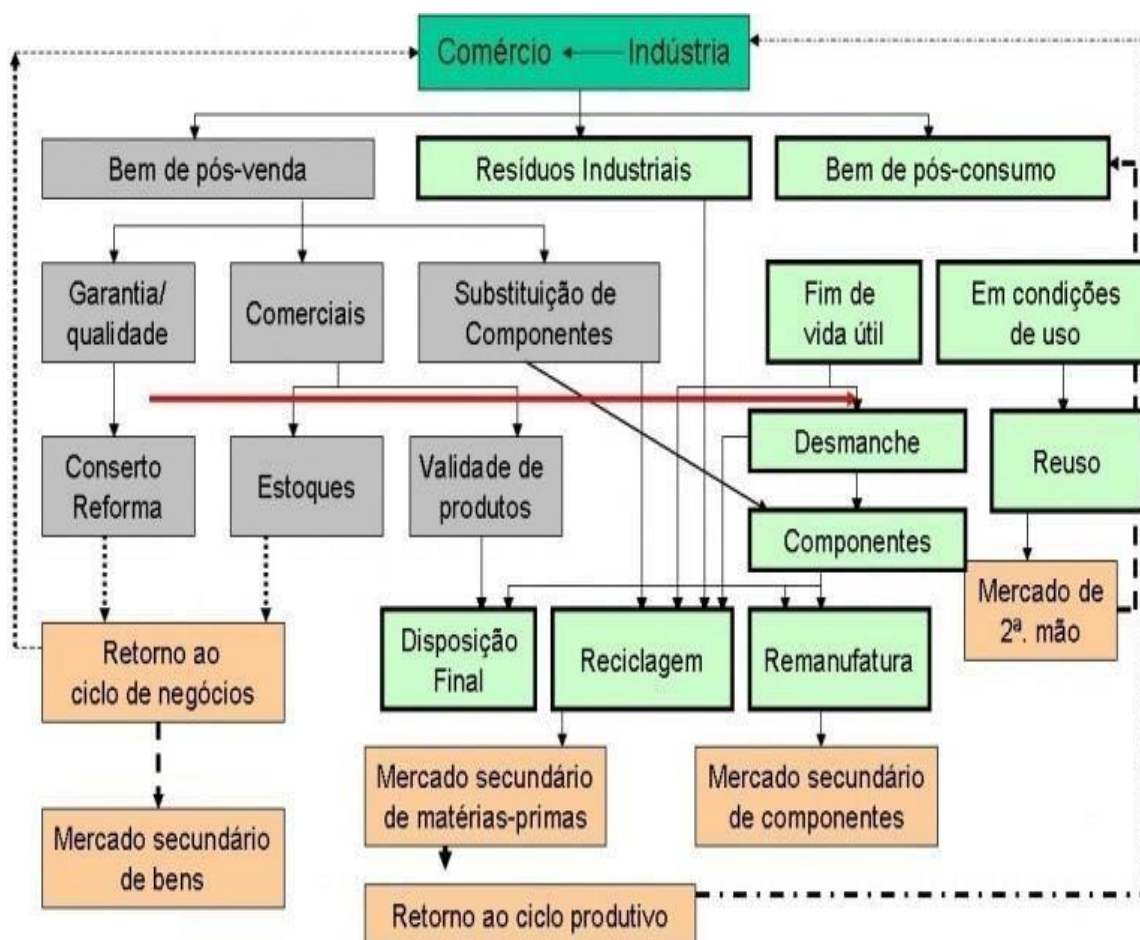 Comércio
Indústria
Bem de pós-venda
Resíduos Industriais
Bem de pós-consumo
Garantia/
qualidade
Comerciais
Substituição de
Componentes
Fim de
vida útil
Em condições
de uso
Conserto
Reforma
Estoques
Validade de
produtos
Desmanche
Reuso
Componentes
Retorno ao
ciclo de negócios
Disposição
Final
Reciclagem
Remanufatura
Mercado de
2ª. mão
Mercado secundário
de bens
Mercado secundário
de matérias-primas
Mercado secundário
de componentes
Retorno ao ciclo produtivo